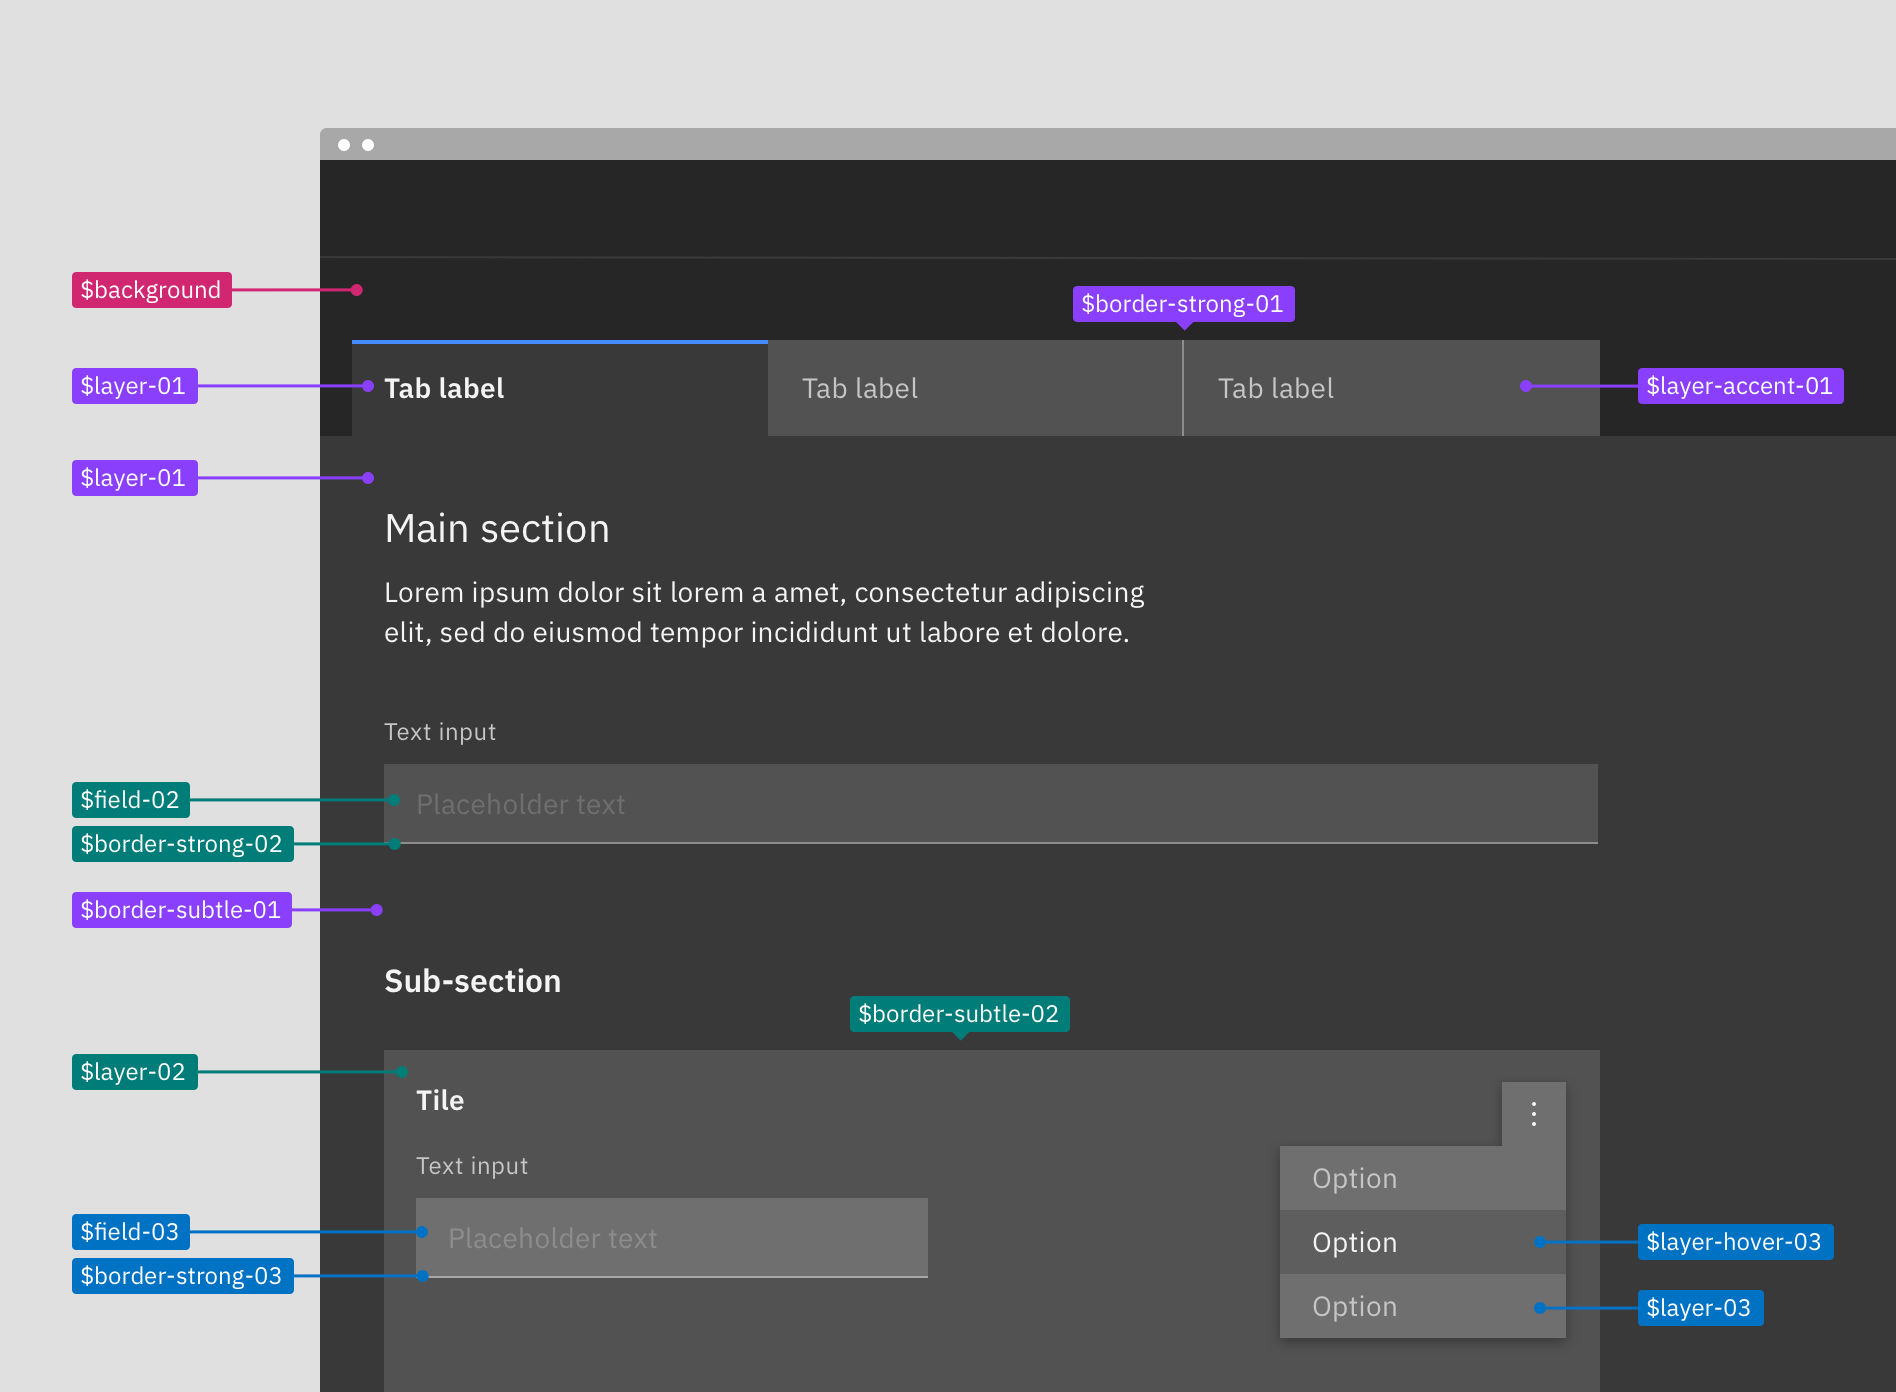 $background
$border-strong-01
$layer-01
Tab label
Tab label
Tab label
$layer-accent-01
$layer-01
Main section
Lorem ipsum dolor sit lorem a amet, consectetur adipiscing
elit, sed do eiusmod tempor incididunt ut labore et dolore.
Text input
$field-02
Placeholder text
$border-strong-02
$border-subtle-01
Sub-section
$border-subtle-02
$layer-02
Tile
Text input
Option
$field-03
Placeholder text
Option
$layer-hover-03
$border-strong-03
Option
$layer-03